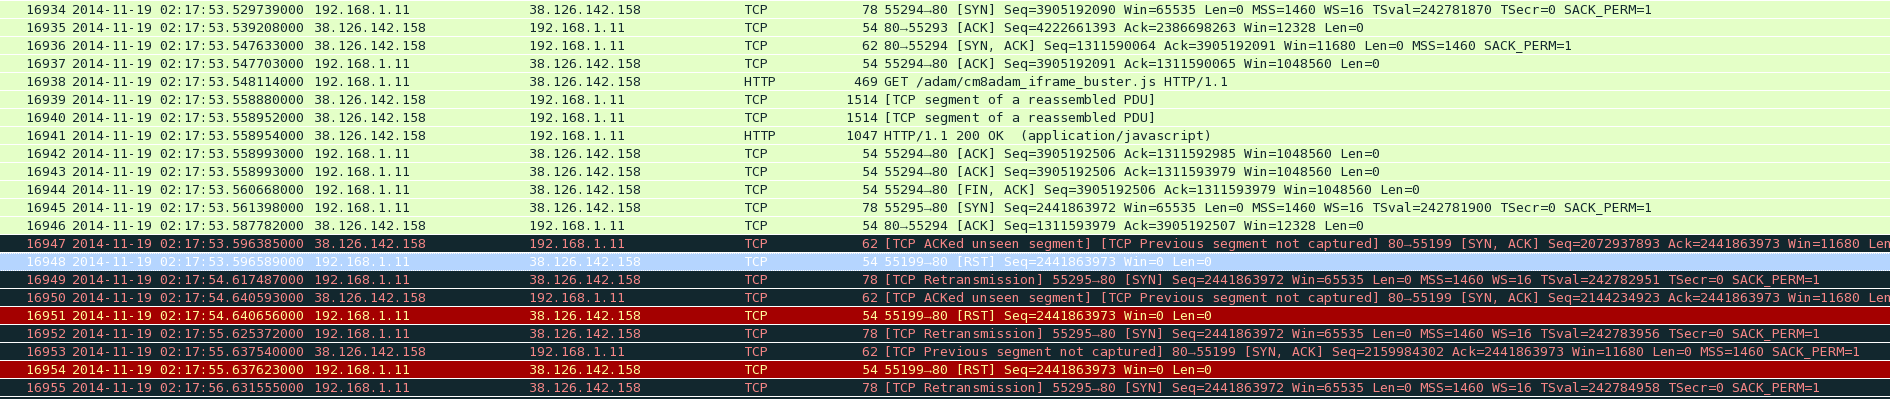 16934 2014-11-19 02:17:53.529739000 192.168.1.11 38.126.142.158 TCP 78 55294→80 [SYN] Seq=3905192090 Win=65535 Len=0 MSS=1460 WS=16 TSval=242781870 TSecr=0 SACK_PERM=1
16935 2014-11-19 02:17:53.539208000 38.126.142.158 192.168.1.11 TCP 54 80→55293 [ACK] Seq=4222661393 Ack=2386698263 Win=12328 Len=0
16936 2014-11-19 02:17:53.547633000 38.126.142.158 192.168.1.11 TCP 62 80→55294 [SYN, ACK] Seq=1311590064 Ack=3905192091 Win=11680 Len=0 MSS=1460 SACK_PERM=1
16937 2014-11-19 02:17:53.547703000 192.168.1.11 38.126.142.158 TCP 54 55294→80 [ACK] Seq=3905192091 Ack=1311590065 Win=1048560 Len=0
16938 2014-11-19 02:17:53.548114000 192.168.1.11 38.126.142.158 HTTP 469 GET /adam/cm8adam_iframe_buster.js HTTP/1.1
16939 2014-11-19 02:17:53.558880000 38.126.142.158 192.168.1.11 TCP 1514 [TCP segment of a reassembled PDU]
16940 2014-11-19 02:17:53.558952000 38.126.142.158 192.168.1.11 TCP 1514 [TCP segment of a reassembled PDU]
16941 2014-11-19 02:17:53.558954000 38.126.142.158 192.168.1.11 HTTP 1047 HTTP/1.1 200 OK (application/javascript)
16942 2014-11-19 02:17:53.558993000 192.168.1.11 38.126.142.158 TCP 54 55294→80 [ACK] Seq=3905192506 Ack=1311592985 Win=1048560 Len=0
16943 2014-11-19 02:17:53.558993000 192.168.1.11 38.126.142.158 TCP 54 55294→80 [ACK] Seq=3905192506 Ack=1311593979 Win=1048560 Len=0
16944 2014-11-19 02:17:53.560668000 192.168.1.11 38.126.142.158 TCP 54 55294→80 [FIN, ACK] Seq=3905192506 Ack=1311593979 Win=1048560 Len=0
16945 2014-11-19 02:17:53.561398000 192.168.1.11 38.126.142.158 TCP 78 55295→80 [SYN] Seq=2441863972 Win=65535 Len=0 MSS=1460 WS=16 TSval=242781900 TSecr=0 SACK_PERM=1
16946 2014-11-19 02:17:53.587782000 38.126.142.158 192.168.1.11 TCP 54 80→55294 [ACK] Seq=1311593979 Ack=3905192507 Win=12328 Len=0
16947 2014-11-19 02:17:53.596385000 38.126.142.158 192.168.1.11 TCP 62 [TCP ACKed unseen segment] [TCP Previous segment not captured] 80→55199 [SYN, ACK] Seq=2072937893 Ack=2441863973 Win=11680 Len
16948 2014-11-19 02:17:53.596589000 192.168.1.11 38.126.142.158 TCP 54 55199→80 [RST] Seq=2441863973 Win=0 Len=0
16949 2014-11-19 02:17:54.617487000 192.168.1.11 38.126.142.158 TCP 78 [TCP Retransmission] 55295→80 [SYN] Seq=2441863972 Win=65535 Len=0 MSS=1460 WS=16 TSval=242782951 TSecr=0 SACK_PERM=1
16950 2014-11-19 02:17:54.640593000 38.126.142.158 192.168.1.11 TCP 62 [TCP ACKed unseen segment] [TCP Previous segment not captured] 80→55199 [SYN, ACK] Seq=2144234923 Ack=2441863973 Win=11680 Len
16951 2014-11-19 02:17:54.640656000 192.168.1.11 38.126.142.158 TCP 54 55199→80 [RST] Seq=2441863973 Win=0 Len=0
16952 2014-11-19 02:17:55.625372000 192.168.1.11 38.126.142.158 TCP 78 [TCP Retransmission] 55295→80 [SYN] Seq=2441863972 Win=65535 Len=0 MSS=1460 WS=16 TSval=242783956 TSecr=0 SACK_PERM=1
16953 2014-11-19 02:17:55.637540000 38.126.142.158 192.168.1.11 TCP 62 [TCP Previous segment not captured] 80→55199 [SYN, ACK] Seq=2159984302 Ack=2441863973 Win=11680 Len=0 MSS=1460 SACK_PERM=1
16954 2014-11-19 02:17:55.637623000 192.168.1.11 38.126.142.158 TCP 54 55199→80 [RST] Seq=2441863973 Win=0 Len=0
16955 2014-11-19 02:17:56.631555000 192.168.1.11 38.126.142.158 TCP 78 [TCP Retransmission] 55295→80 [SYN] Seq=2441863972 Win=65535 Len=0 MSS=1460 WS=16 TSval=242784958 TSecr=0 SACK_PERM=1